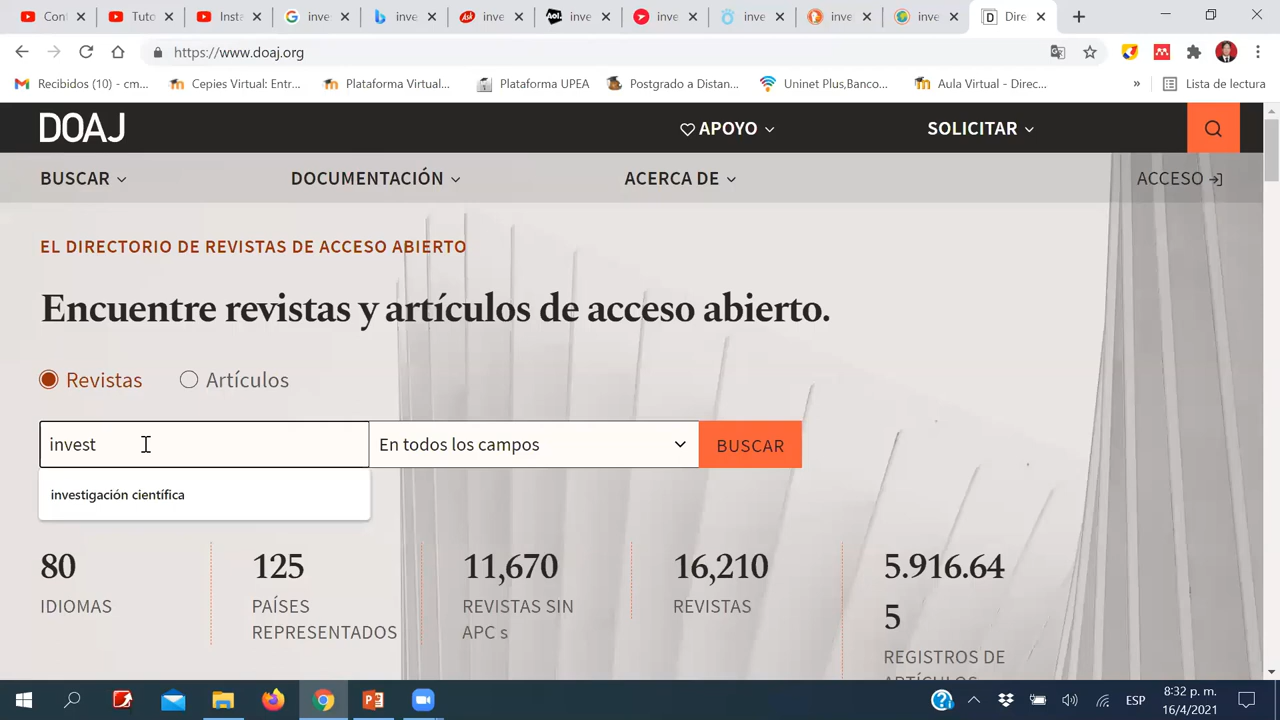 Con
Tuto
Insta
inve
inve
inve
inve
inve
inve
inve
inve
Dire
https://www.doaj.org
Recibidos (10) - cm...
Cepies Virtual: Entr...
Plataforma Virtual...
Plataforma UPEA
Postgrado a Distan...
Uninet Plus,Banco...
Aula Virtual - Direc...
»
Lista de lectura
DOAJ
APOYO
SOLICITAR
BUSCAR
DOCUMENTACIÓN
ACERCA DE
ACCESO
EL DIRECTORIO DE REVISTAS DE ACCESO ABIERTO
Encuentre revistas y artículos de acceso abierto.
Revistas
Artículos
invest
En todos los campos
BUSCAR
investigación científica
80
IDIOMAS
125
PAÍSES
REPRESENTADOS
11,670
REVISTAS SIN
APC s
16,210
REVISTAS
5.916.64
5
REGISTROS DE
ARTÍCULOS
ESP
8:32 p. m.
16/4/2021